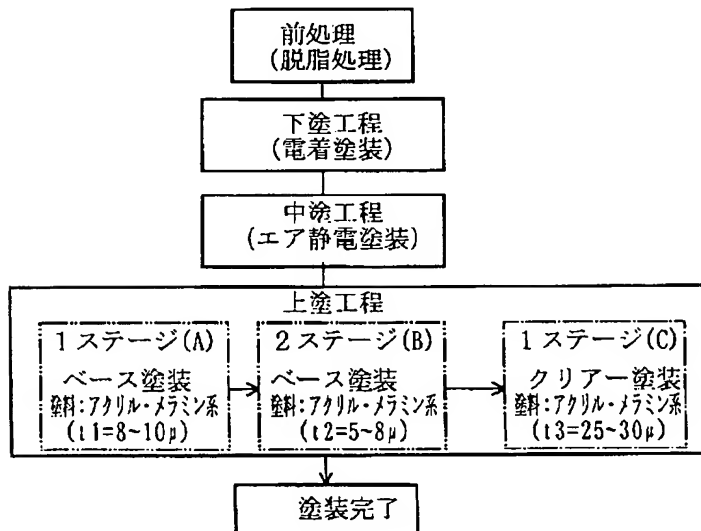 前処理
(脱脂処理)
下塗工程
(電着塗装)
中塗工程
(エア静電塗装)
上塗工程
1ステージ(A)
ベース塗装
塗料:アクリル・メラミン系
(t1=8~10μ)
2ステージ(B)
ベース塗装
塗料:アクリル・メラミン系
(t2=5~8μ)
1ステージ(C)
クリアー塗装
塗料:アクリル・メラミン系
(t3=25~30μ)
塗装完了